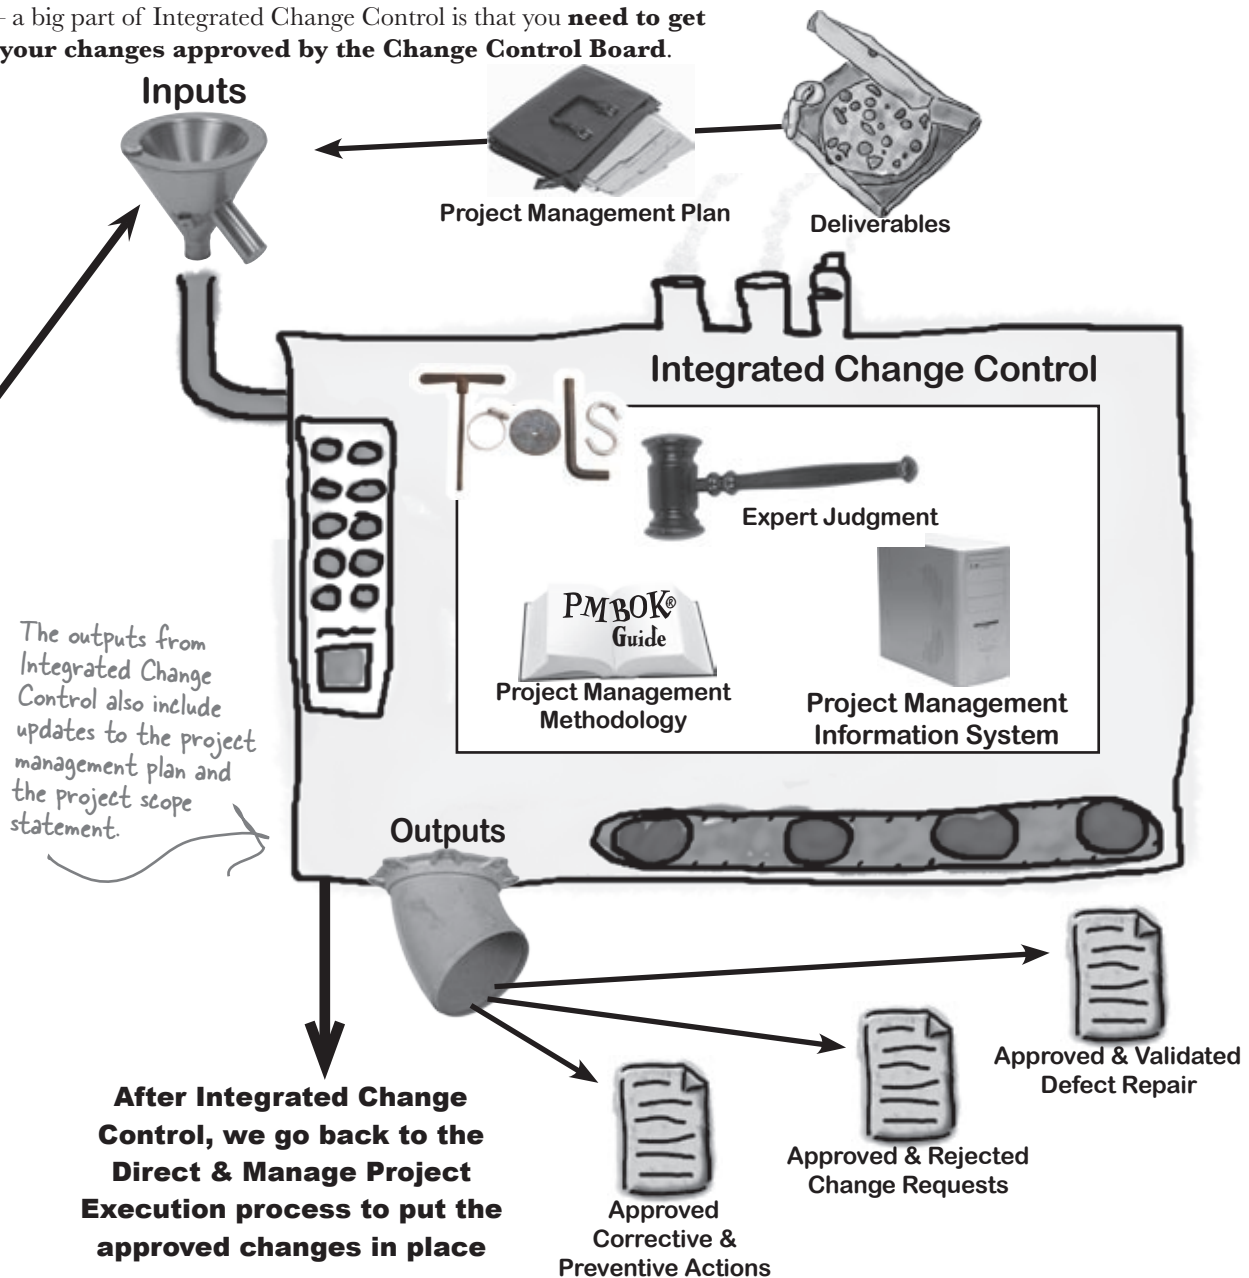 – a big part of Integrated Change Control is that you need to get
your changes approved by the Change Control Board.
Inputs
Project Management Plan
Deliverables
Integrated Change Control
Tools
Expert Judgment
PMBOK®
Guide
Project Management
Methodology
Project Management
Information System
The outputs from
Integrated Change
Control also include
updates to the project
management plan and
the project scope
statement.
Outputs
Approved & Validated
Defect Repair
Approved & Rejected
Change Requests
Approved
Corrective &
Preventive Actions
After Integrated Change
Control, we go back to the
Direct & Manage Project
Execution process to put the
approved changes in place